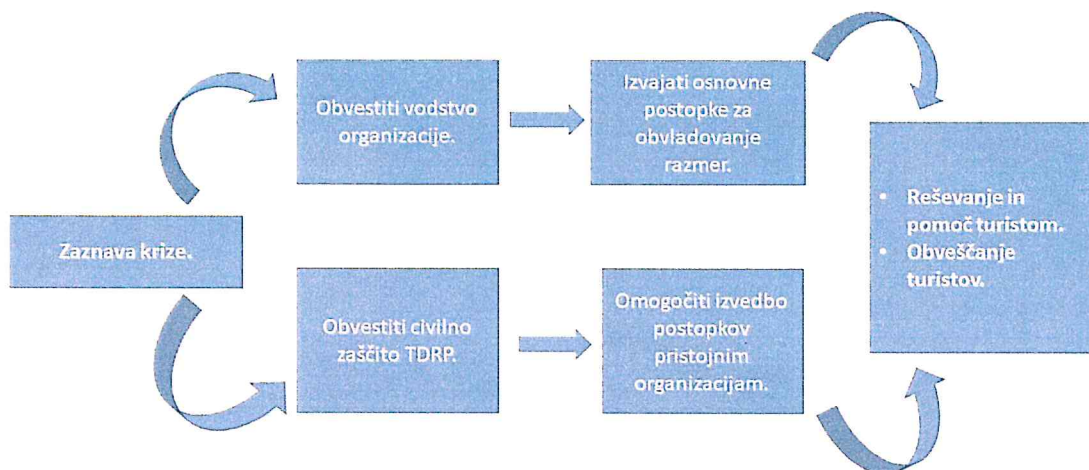 Zaznava krize.
Obvestiti vodstvo
organizacije.
Izvajati osnovne
postopke za
obvladovanje
razmer.
Obvestiti civilno
zaščito TDRP.
Omogočiti izvedbo
postopkov
pristojnim
organizacijam.
• Reševanje in
pomoč turistom.
• Obveščanje
turistov.